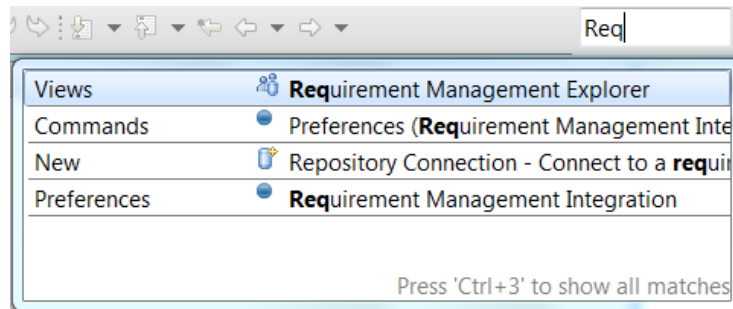 Req
Views Requirement Management Explorer
Commands Preferences (Requirement Management Inte
New Repository Connection - Connect to a requir
Preferences Requirement Management Integration
Press 'Ctrl+3' to show all matches